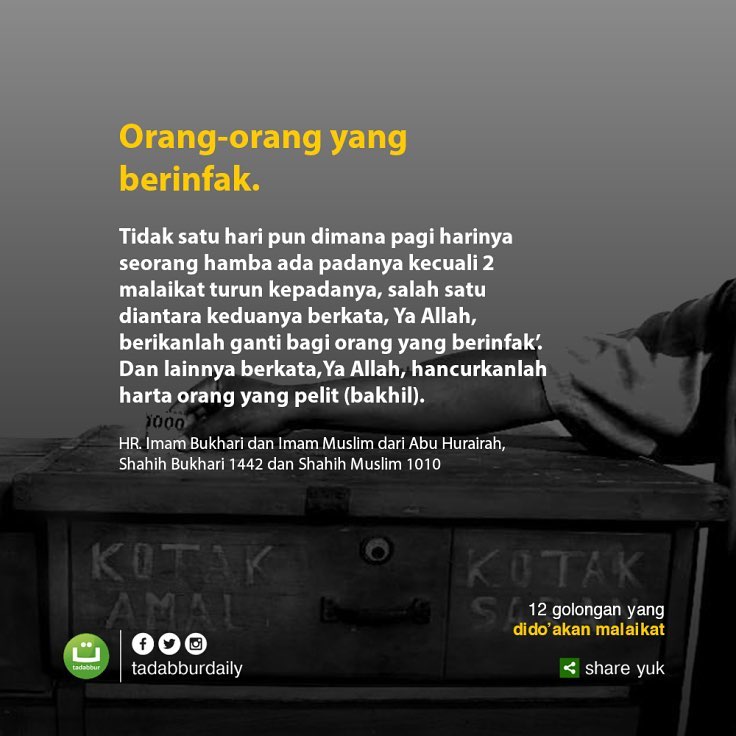 Orang-orang yang
berinfak.
Tidak satu hari pun dimana pagi harinya
seorang hamba ada padanya kecuali 2
malaikat turun kepadanya, salah satu
diantara keduanya berkata, Ya Allah,
berikanlah ganti bagi orang yang berinfak’.
Dan lainnya berkata,Ya Allah, hancurkanlah
harta orang yang pelit (bakhil).
1000
HR. Imam Bukhari dan Imam Muslim dari Abu Hurairah,
Shahih Bukhari 1442 dan Shahih Muslim 1010
KOTAK
AMAL
KOTAK
12 golongan yang
dido’akan malaikat
tadabbur
tadabburdaily
share yuk